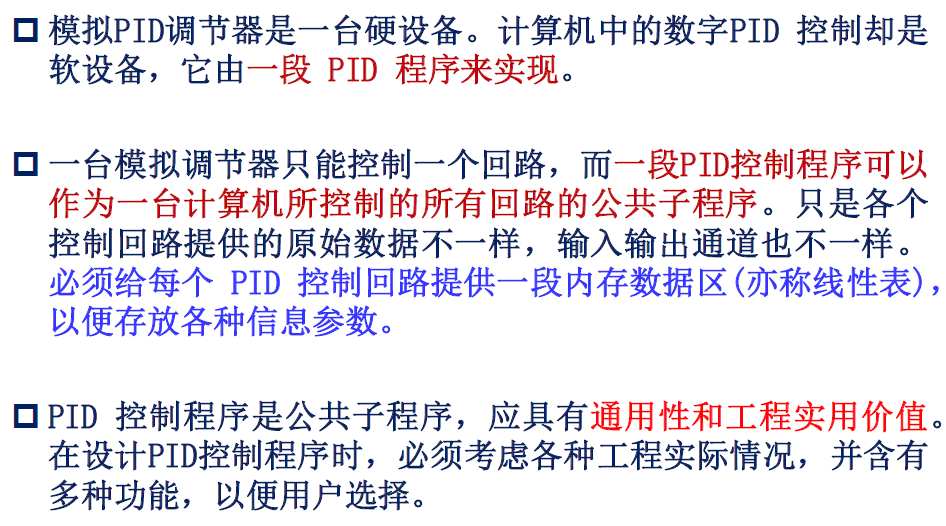 模拟PID调节器是一台硬设备。计算机中的数字PID 控制却是
软设备，它由一段 PID 程序来实现。
一台模拟调节器只能控制一个回路，而一段PID控制程序可以
作为一台计算机所控制的所有回路的公共子程序。只是各个
控制回路提供的原始数据不一样，输入输出通道也不一样。
必须给每个 PID 控制回路提供一段内存数据区(亦称线性表)，
以便存放各种信息参数。
PID 控制程序是公共子程序，应具有通用性和工程实用价值。
在设计PID控制程序时，必须考虑各种工程实际情况，并含有
多种功能，以便用户选择。